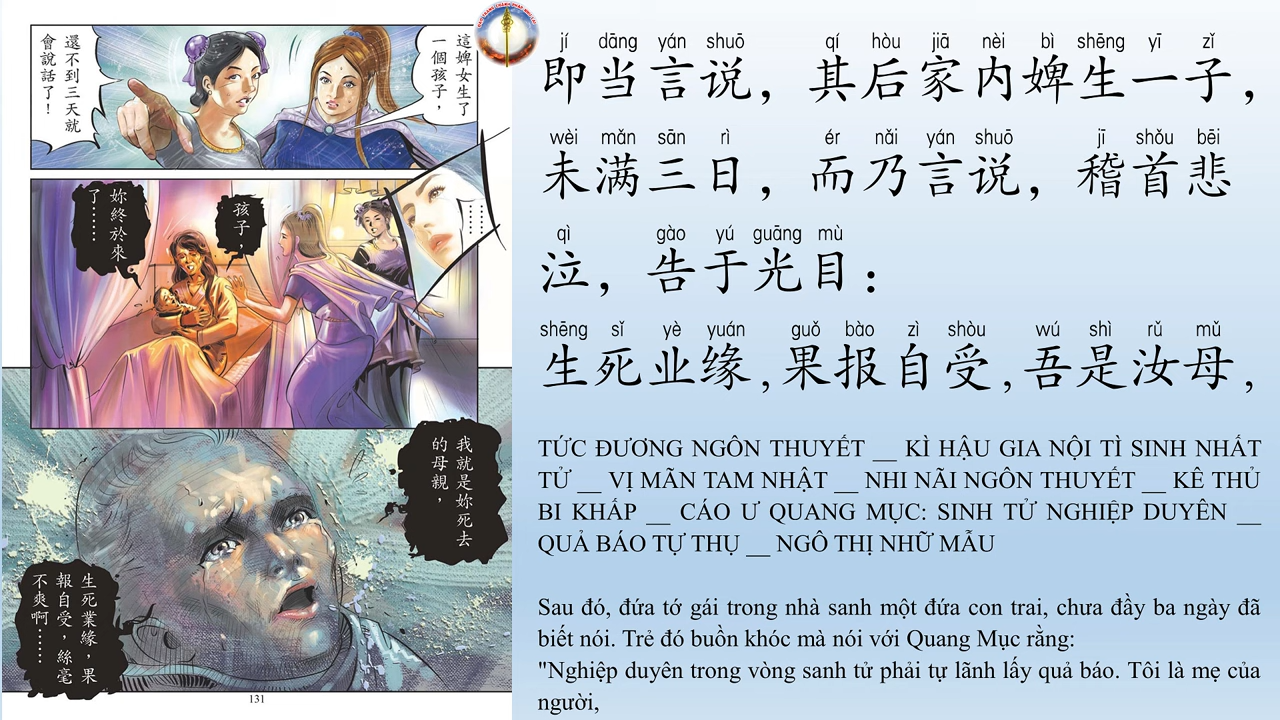 這婢女生了
一個孩子，
還不到三天就
會說話了！
孩子，
妳終於來
了……
………
我就是妳死去
的母親，
生死業緣，果
報自受，絲毫
不爽啊……
131
jí dāng yán shuō qí hòu jiā nèi bì shēng yī zǐ
即当言说，其后家内婢生一子，
wèi mǎn sān rì ér nǎi yán shuō jī shǒu bēi
未满三日，而乃言说，稽首悲
qì gào yú guāng mù
泣，告于光目：
shēng sǐ yè yuán guǒ bào zì shòu wú shì rǔ mǔ
生死业缘，果报自受，吾是汝母，
TỨC ĐƯƠNG NGÔN THUYẾT __ KÌ HẬU GIA NỘI TÌ SINH NHẤT
TỬ __ VỊ MÃN TAM NHẬT __ NHI NÃI NGÔN THUYẾT __ KÊ THỦ
BI KHẤP __ CÁO Ư QUANG MỤC: SINH TỬ NGHIỆP DUYÊN __
QUẢ BÁO TỰ THỤ __ NGÔ THỊ NHỮ MẪU
Sau đó, đứa tớ gái trong nhà sanh một đứa con trai, chưa đầy ba ngày đã
biết nói. Trẻ đó buồn khóc mà nói với Quang Mục rằng:
"Nghiệp duyên trong vòng sanh tử phải tự lãnh lấy quả báo. Tôi là mẹ của
người,